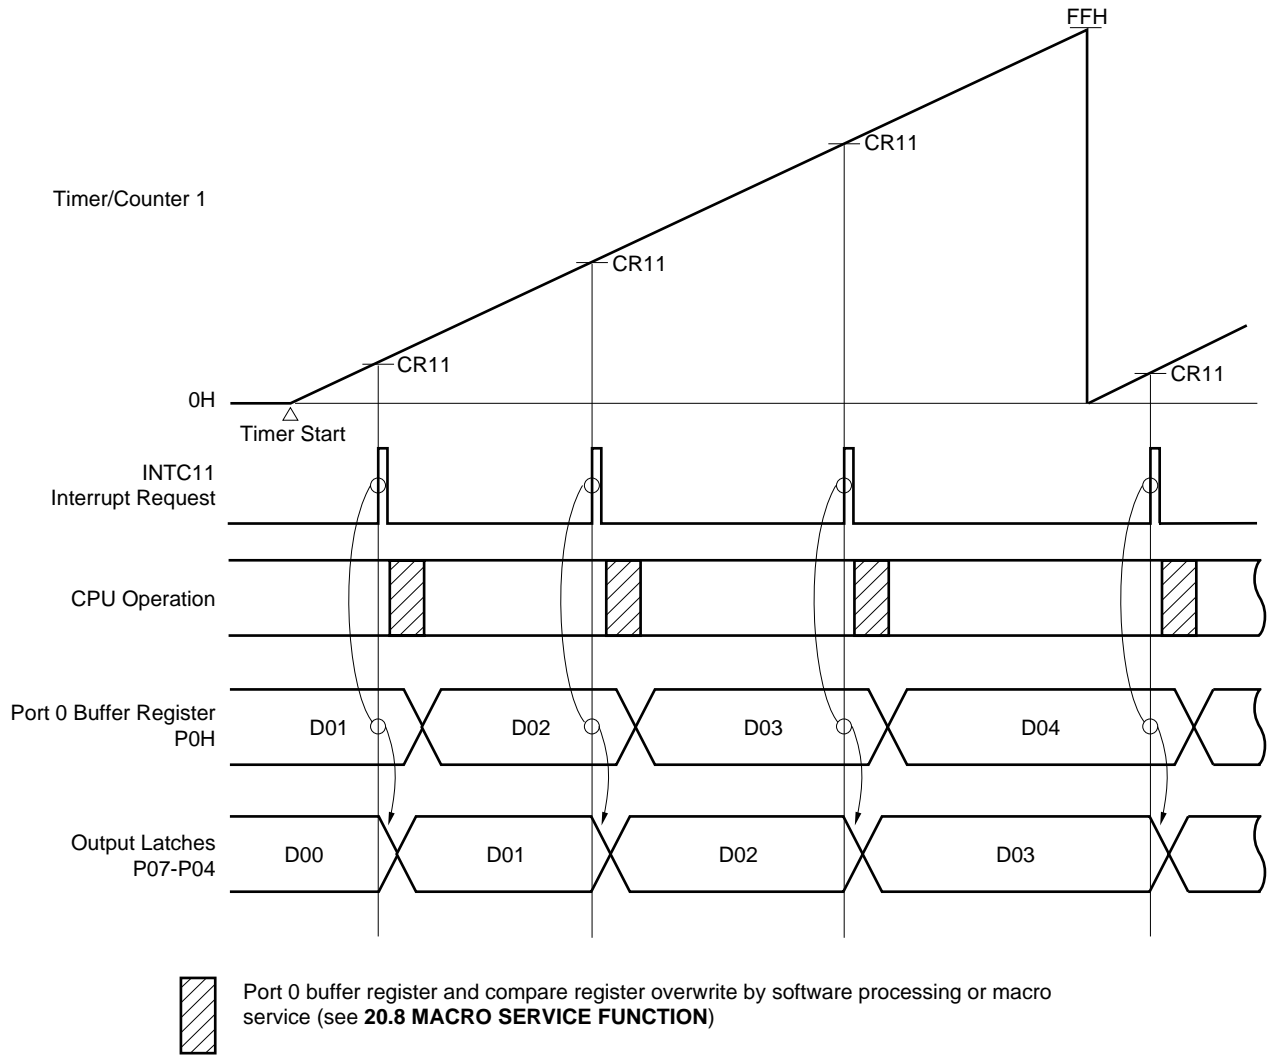 FFH
CR11
Timer/Counter 1
CR11
CR11
CR11
0H
Timer Start
INTC11
Interrupt Request
CPU Operation
Port 0 Buffer Register
P0H
D01
D02
D03
D04
Output Latches
P07-P04
D00
D01
D02
D03
Port 0 buffer register and compare register overwrite by software processing or macro
service (see 20.8 MACRO SERVICE FUNCTION)